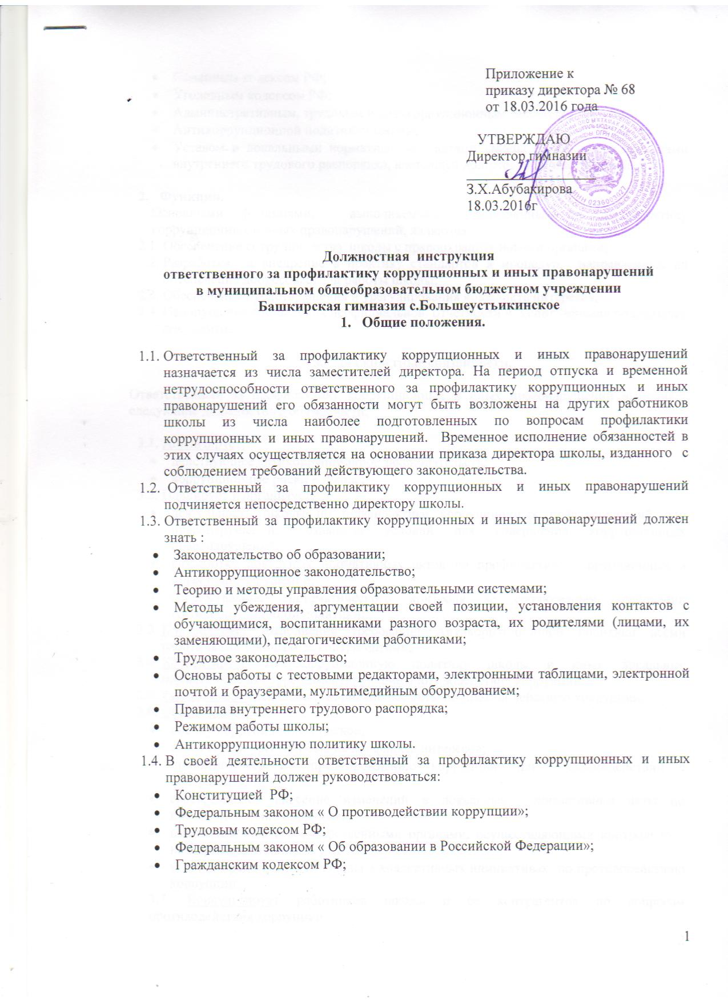 Приложение к
приказу директора № 68
от 18.03.2016 года
УТВЕРЖДАЮ
Директор гимназии
З.Х.Абубакирова
18.03.2016г
ИНН 0236003027
Должностная инструкция
ответственного за профилактику коррупционных и иных правонарушений
в муниципальном общеобразовательном бюджетном учреждении
Башкирская гимназия с.Большеустьикинское
1. Общие положения.
1.1. Ответственный за профилактику коррупционных и иных правонарушений
назначается из числа заместителей директора. На период отпуска и временной
нетрудоспособности ответственного за профилактику коррупционных и иных
правонарушений его обязанности могут быть возложены на других работников
школы из числа наиболее подготовленных по вопросам профилактики
коррупционных и иных правонарушений. Временное исполнение обязанностей в
этих случаях осуществляется на основании приказа директора школы, изданного с
соблюдением требований действующего законодательства.
1.2. Ответственный за профилактику коррупционных и иных правонарушений
подчиняется непосредственно директору школы.
1.3. Ответственный за профилактику коррупционных и иных правонарушений должен
знать :
• Законодательство об образовании;
• Антикоррупционное законодательство;
• Теорию и методы управления образовательными системами;
• Методы убеждения, аргументации своей позиции, установления контактов с
обучающимися, воспитанниками разного возраста, их родителями (лицами, их
заменяющими), педагогическими работниками;
• Трудовое законодательство;
• Основы работы с тестовыми редакторами, электронными таблицами, электронной
почтой и браузерами, мультимедийным оборудованием;
• Правила внутреннего трудового распорядка;
• Режимом работы школы;
• Антикоррупционную политику школы.
1.4. В своей деятельности ответственный за профилактику коррупционных и иных
правонарушений должен руководствоваться:
• Конституцией РФ;
• Федеральным законом « О противодействии коррупции»;
• Трудовым кодексом РФ;
• Федеральным законом « Об образовании в Российской Федерации»;
• Гражданским кодексом РФ;
1